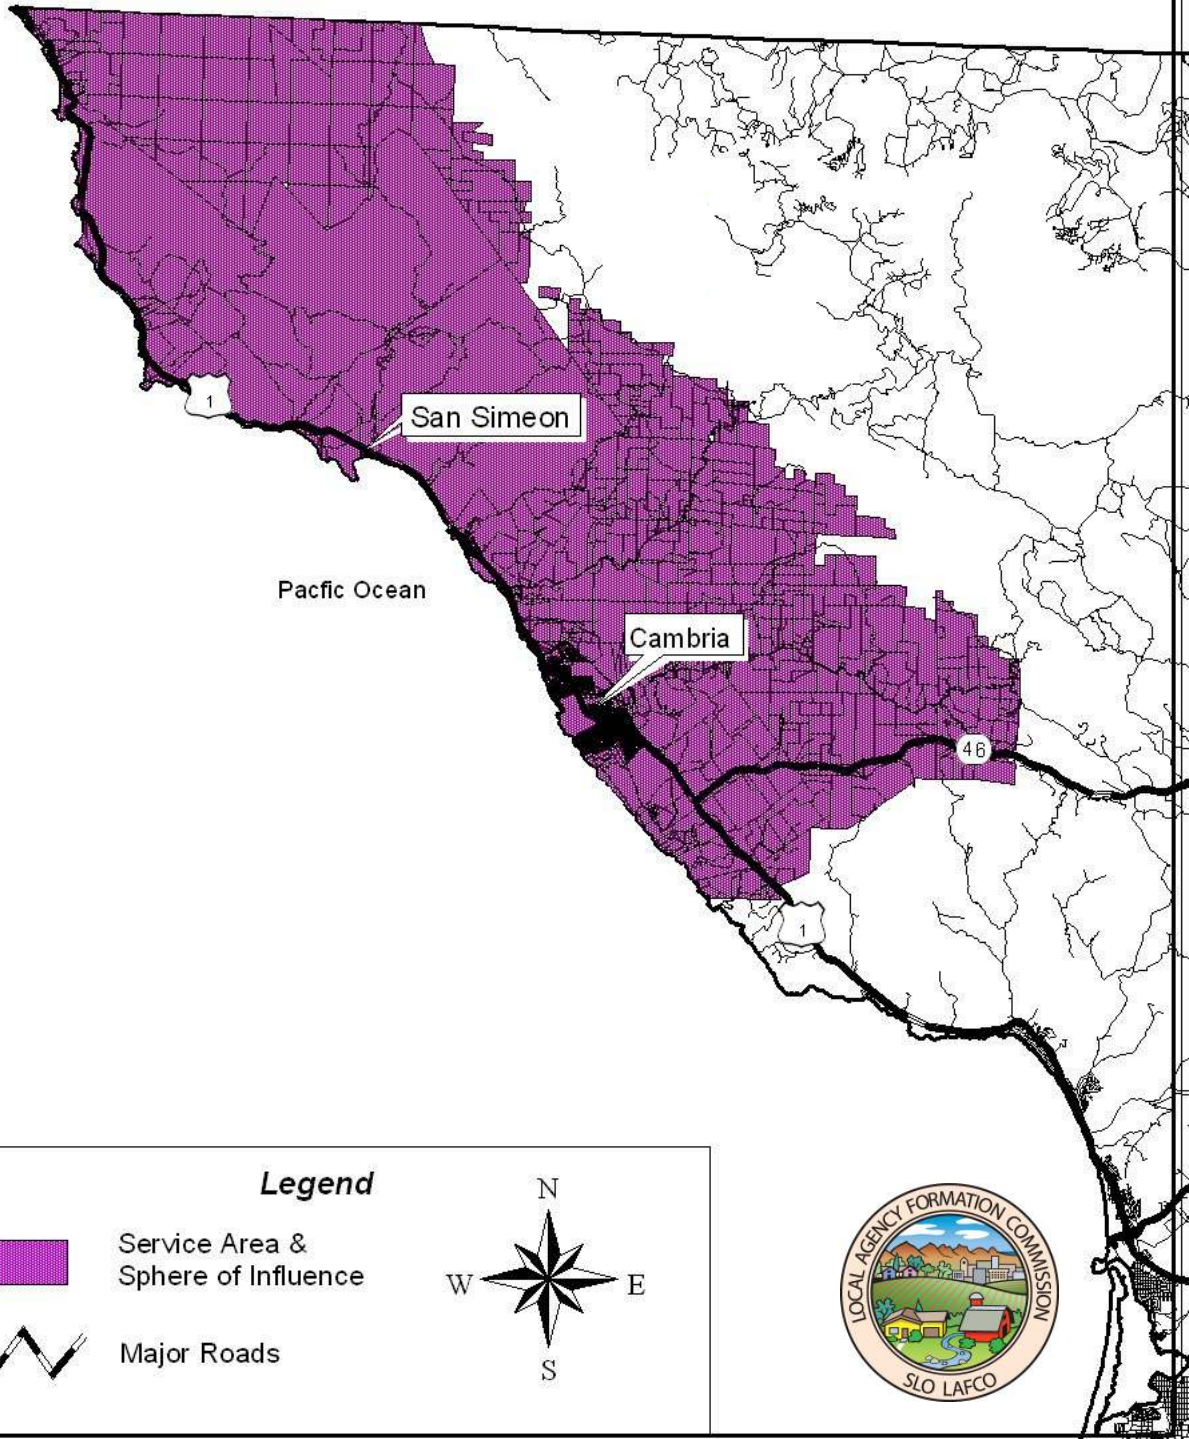 1
San Simeon
Pacfic Ocean
Cambria
46
1
Legend
Service Area &
Sphere of Influence
Major Roads
N
W
E
S
LOCAL AGENCY FORMATION COMMISSION
SLO LAFCO